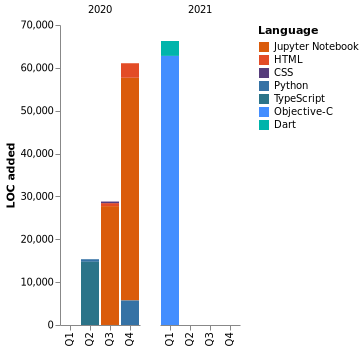 2020 2021
Language
Jupyter Notebook
HTML
CSS
Python
TypeScript
Objective-C
Dart
LOC added
70,000
60,000
50,000
40,000
30,000
20,000
10,000
0
Q1 Q2 Q3 Q4 Q1 Q2 Q3 Q4